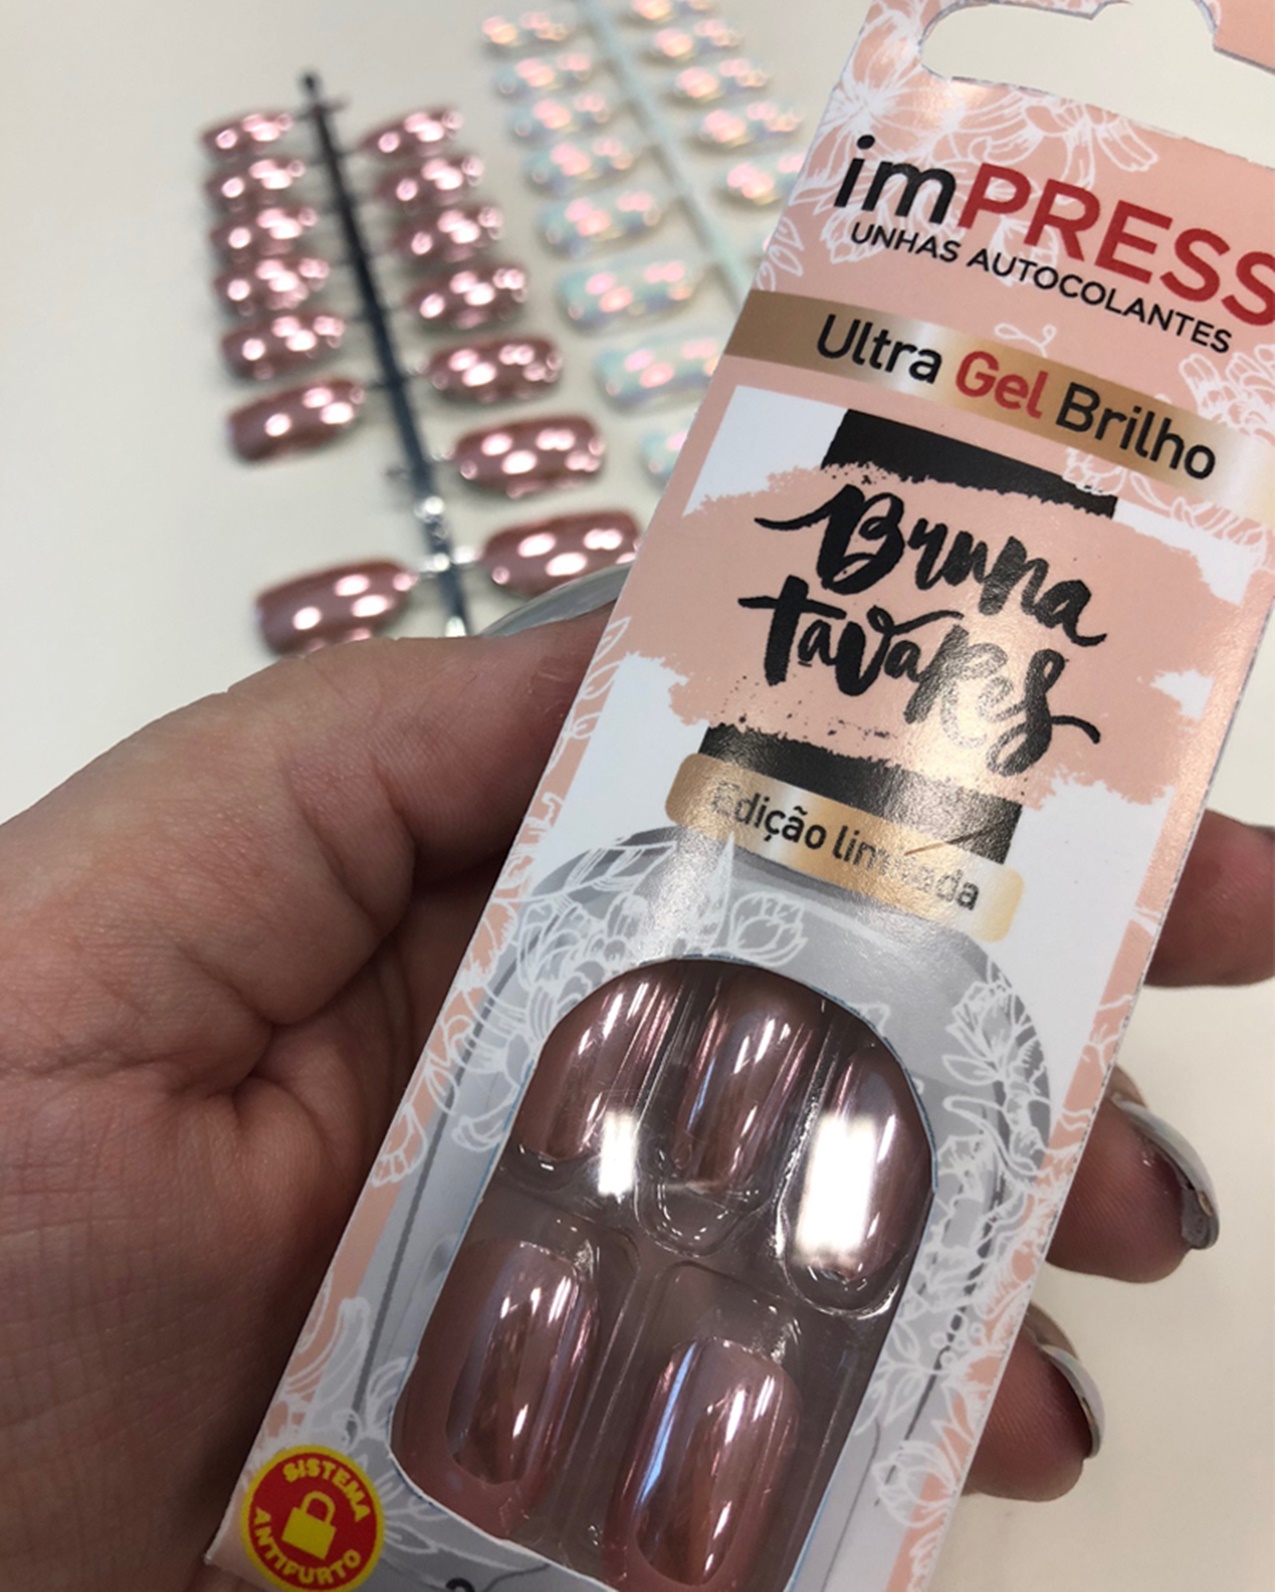 imPRESS
UNHAS AUTOCOLANTES
Ultra Gel Brilho
Bruna
tavares
Edição limitada
SISTEMA
ANTIFURTO